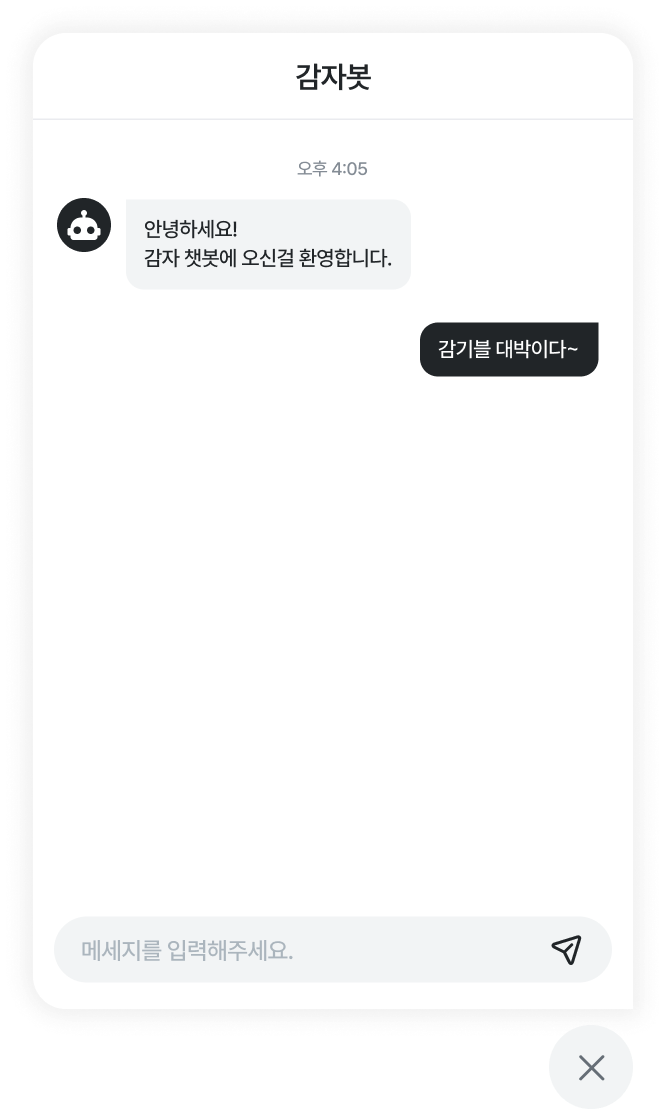 감자봇
오후 4:05
안녕하세요!
감자 챗봇에 오신걸 환영합니다.
감기블 대박이다~
메세지를 입력해주세요.